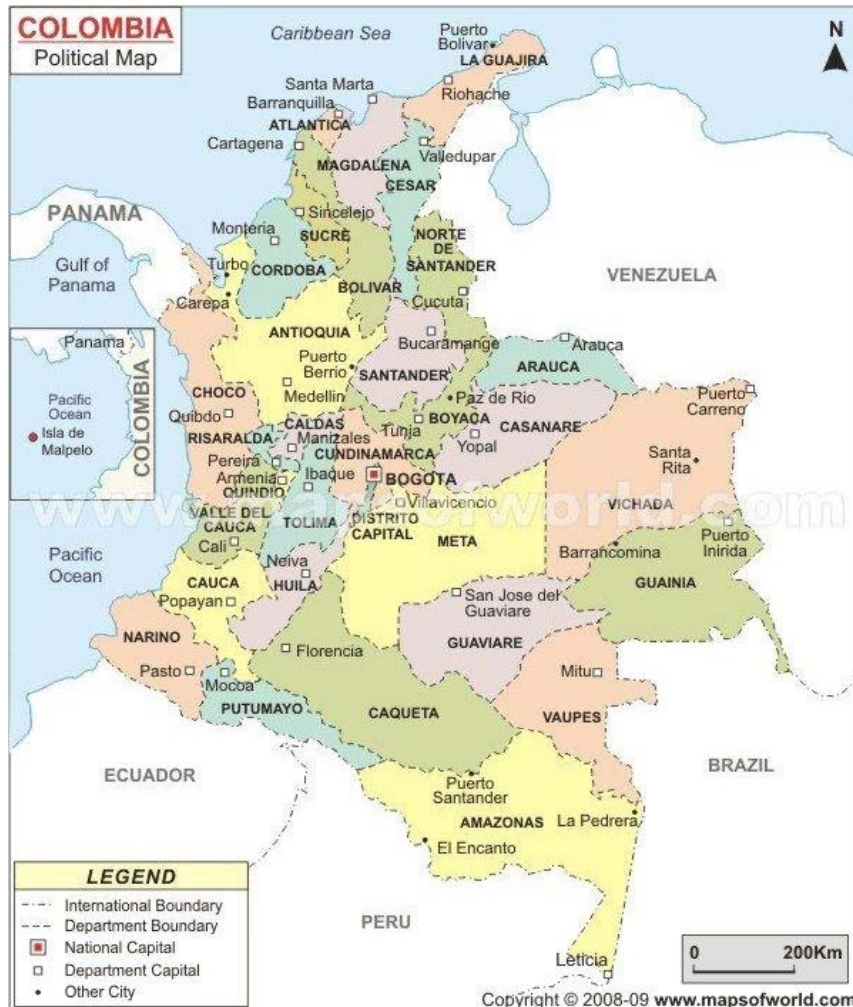 COLOMBIA
Political Map
Caribbean Sea
N
Puerto
Bolivar
LA GUAJIRA
Santa Marta
Riohache
Barranquilla
ATLANTICA
Cartagena
MAGDALENA
Valledupar
CESAR
PANAMA
Sincelejo
Monteria
SUCRE
NORTE
DE
SANTANDER
Gulf of
Panama
Turbo
CORDOBA
BOLIVAR
VENEZUELA
Carepa
Cucuta
ANTIOQUIA
Bucaramange
Arauca
Panama
Puerto
Berrio
SANTANDER
ARAUCA
COLOMBIA
Pacific
Ocean
Isla de
Malpelo
CHOCO
Medellin
Paz de Rio
Puerto
Carreno
Quibdo
CALDAS
BOYACA
CASANARE
RISARALDA
Manizales
Tunja
Yopal
CUNDINAMARCA
Santa
Rita
Pereira
Ibaque
BOGOTA
Armenia
QUINDIO
www.mapsofworld.com
Villavicencio
VICHADA
VALLE DEL
CAUCA
TOLIMA
DISTRITO
CAPITAL
META
Puerto
Inirida
Cali
Barrancomina
Pacific
Ocean
Neiva
HUILA
GUAINIA
CAUCA
San Jose del
Guaviare
Popayan
NARINO
GUAVIARE
Florencia
Pasto
Mocoa
Mitu
PUTUMAYO
CAQUETA
VAUPES
ECUADOR
BRAZIL
Puerto
Santander
AMAZONAS
La Pedrera
El Encanto
LEGEND
International Boundary
Department Boundary
National Capital
Department Capital
Other City
PERU
Leticia
0 200Km
Copyright © 2008-09 www.mapsofworld.com